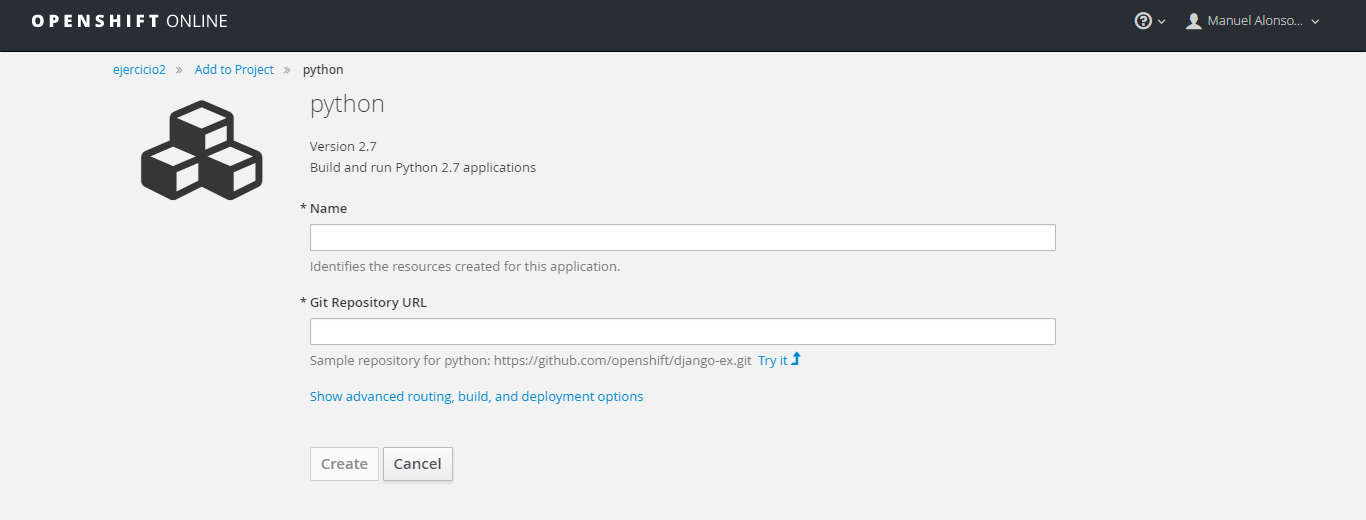 OPENSHIFT ONLINE
Manuel Alonso...
ejercicio2 » Add to Project » python
python
Version 2.7
Build and run Python 2.7 applications
* Name
Identifies the resources created for this application.
* Git Repository URL
Sample repository for python: https://github.com/openshift/django-ex.git Try it
Show advanced routing, build, and deployment options
Create Cancel